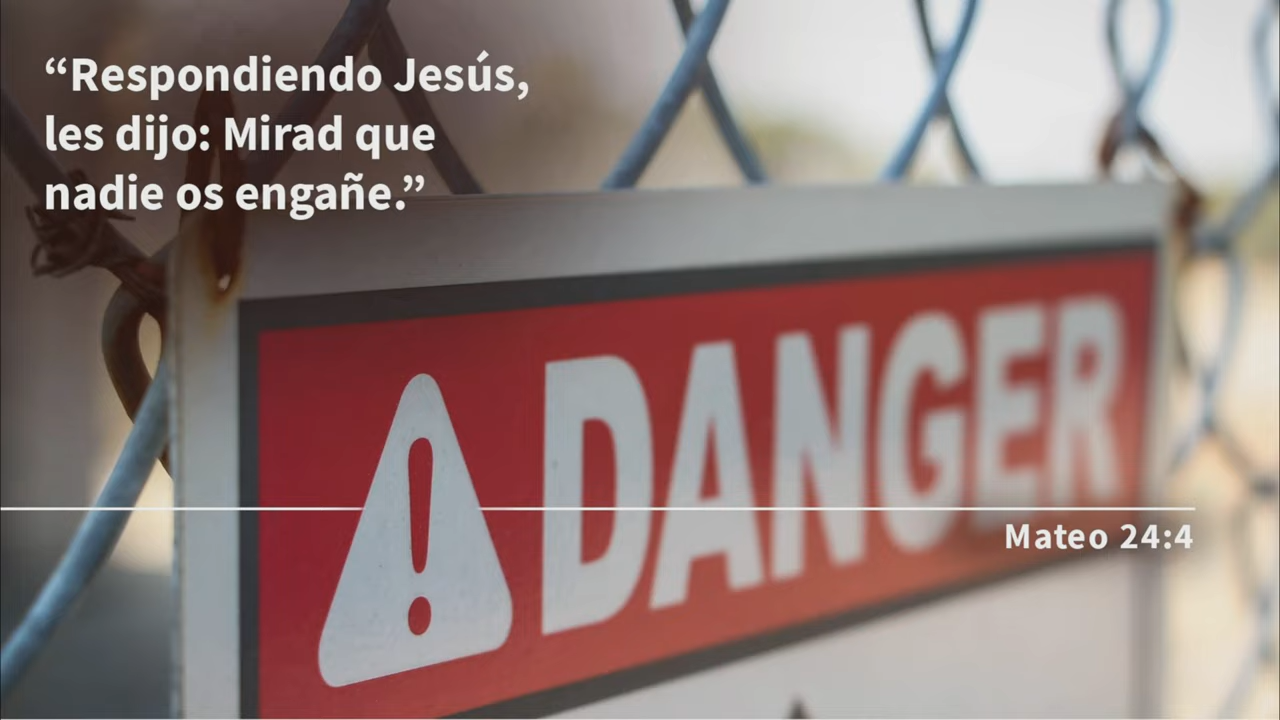 “Respondiendo Jesús,
les dijo: Mirad que
nadie os engañe.”
DANGER
Mateo 24:4